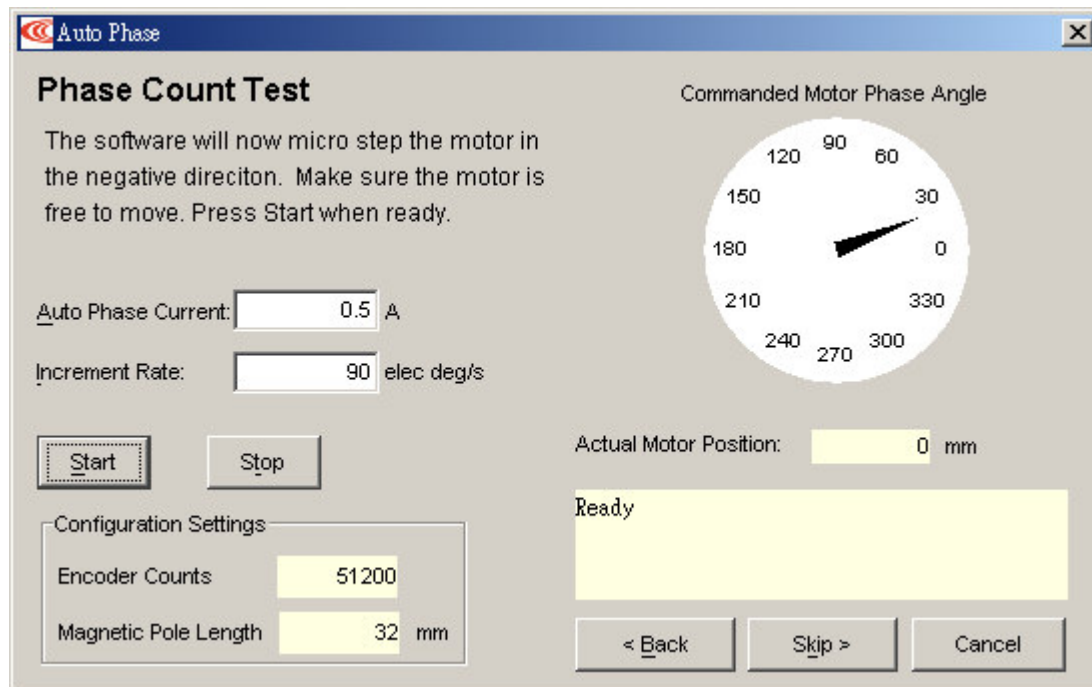 Auto Phase
Phase Count Test
The software will now micro step the motor in
the negative direciton. Make sure the motor is
free to move. Press Start when ready.
Auto Phase Current: 0.5 A
Increment Rate: 90 elec deg/s
Start Stop
Configuration Settings
Encoder Counts 51200
Magnetic Pole Length 32 mm
Commanded Motor Phase Angle
90
120 60
150 30
180 0
210 330
240 300
270
Actual Motor Position: 0 mm
Ready
< Back Skip > Cancel